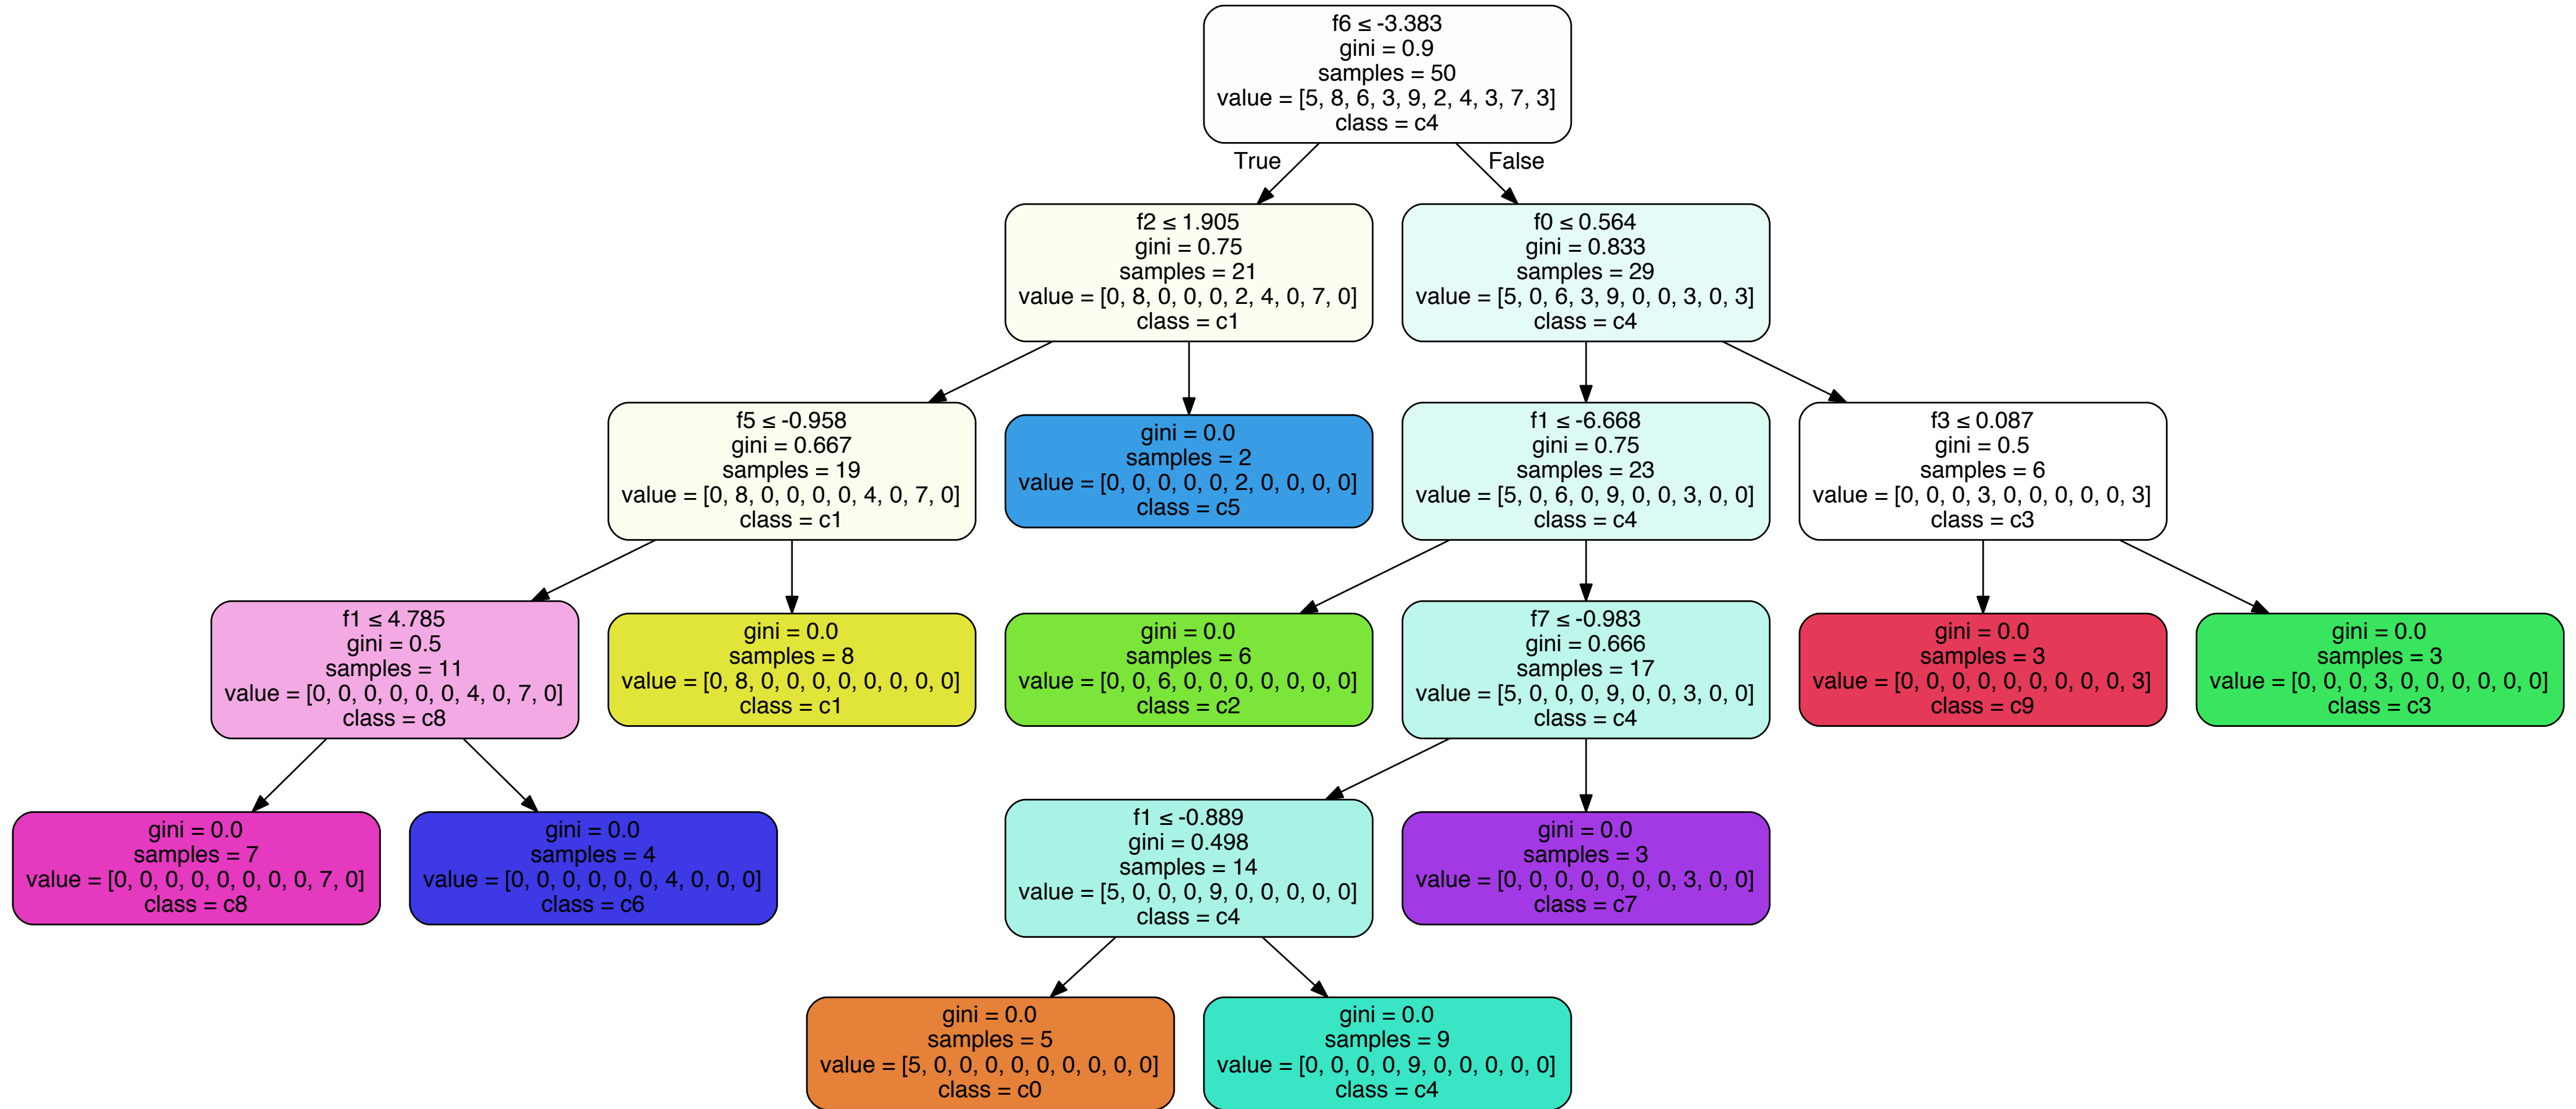 f6 ≤ -3.383
gini = 0.9
samples = 50
value = [5, 8, 6, 3, 9, 2, 4, 3, 7, 3]
class = c4
True
False
f2 ≤ 1.905
gini = 0.75
samples = 21
value = [0, 8, 0, 0, 0, 2, 4, 0, 7, 0]
class = c1
f0 ≤ 0.564
gini = 0.833
samples = 29
value = [5, 0, 6, 3, 9, 0, 0, 3, 0, 3]
class = c4
f5 ≤ -0.958
gini = 0.667
samples = 19
value = [0, 8, 0, 0, 0, 0, 4, 0, 7, 0]
class = c1
gini = 0.0
samples = 2
value = [0, 0, 0, 0, 0, 2, 0, 0, 0, 0]
class = c5
f1 ≤ -6.668
gini = 0.75
samples = 23
value = [5, 0, 6, 0, 9, 0, 0, 3, 0, 0]
class = c4
f3 ≤ 0.087
gini = 0.5
samples = 6
value = [0, 0, 0, 3, 0, 0, 0, 0, 0, 3]
class = c3
f1 ≤ 4.785
gini = 0.5
samples = 11
value = [0, 0, 0, 0, 0, 0, 4, 0, 7, 0]
class = c8
gini = 0.0
samples = 8
value = [0, 8, 0, 0, 0, 0, 0, 0, 0, 0]
class = c1
gini = 0.0
samples = 6
value = [0, 0, 6, 0, 0, 0, 0, 0, 0, 0]
class = c2
f7 ≤ -0.983
gini = 0.666
samples = 17
value = [5, 0, 0, 0, 9, 0, 0, 3, 0, 0]
class = c4
gini = 0.0
samples = 3
value = [0, 0, 0, 0, 0, 0, 0, 0, 0, 3]
class = c9
gini = 0.0
samples = 3
value = [0, 0, 0, 3, 0, 0, 0, 0, 0, 0]
class = c3
gini = 0.0
samples = 7
value = [0, 0, 0, 0, 0, 0, 0, 0, 7, 0]
class = c8
gini = 0.0
samples = 4
value = [0, 0, 0, 0, 0, 0, 4, 0, 0, 0]
class = c6
f1 ≤ -0.889
gini = 0.498
samples = 14
value = [5, 0, 0, 0, 9, 0, 0, 0, 0, 0]
class = c4
gini = 0.0
samples = 3
value = [0, 0, 0, 0, 0, 0, 0, 3, 0, 0]
class = c7
gini = 0.0
samples = 5
value = [5, 0, 0, 0, 0, 0, 0, 0, 0, 0]
class = c0
gini = 0.0
samples = 9
value = [0, 0, 0, 0, 9, 0, 0, 0, 0, 0]
class = c4